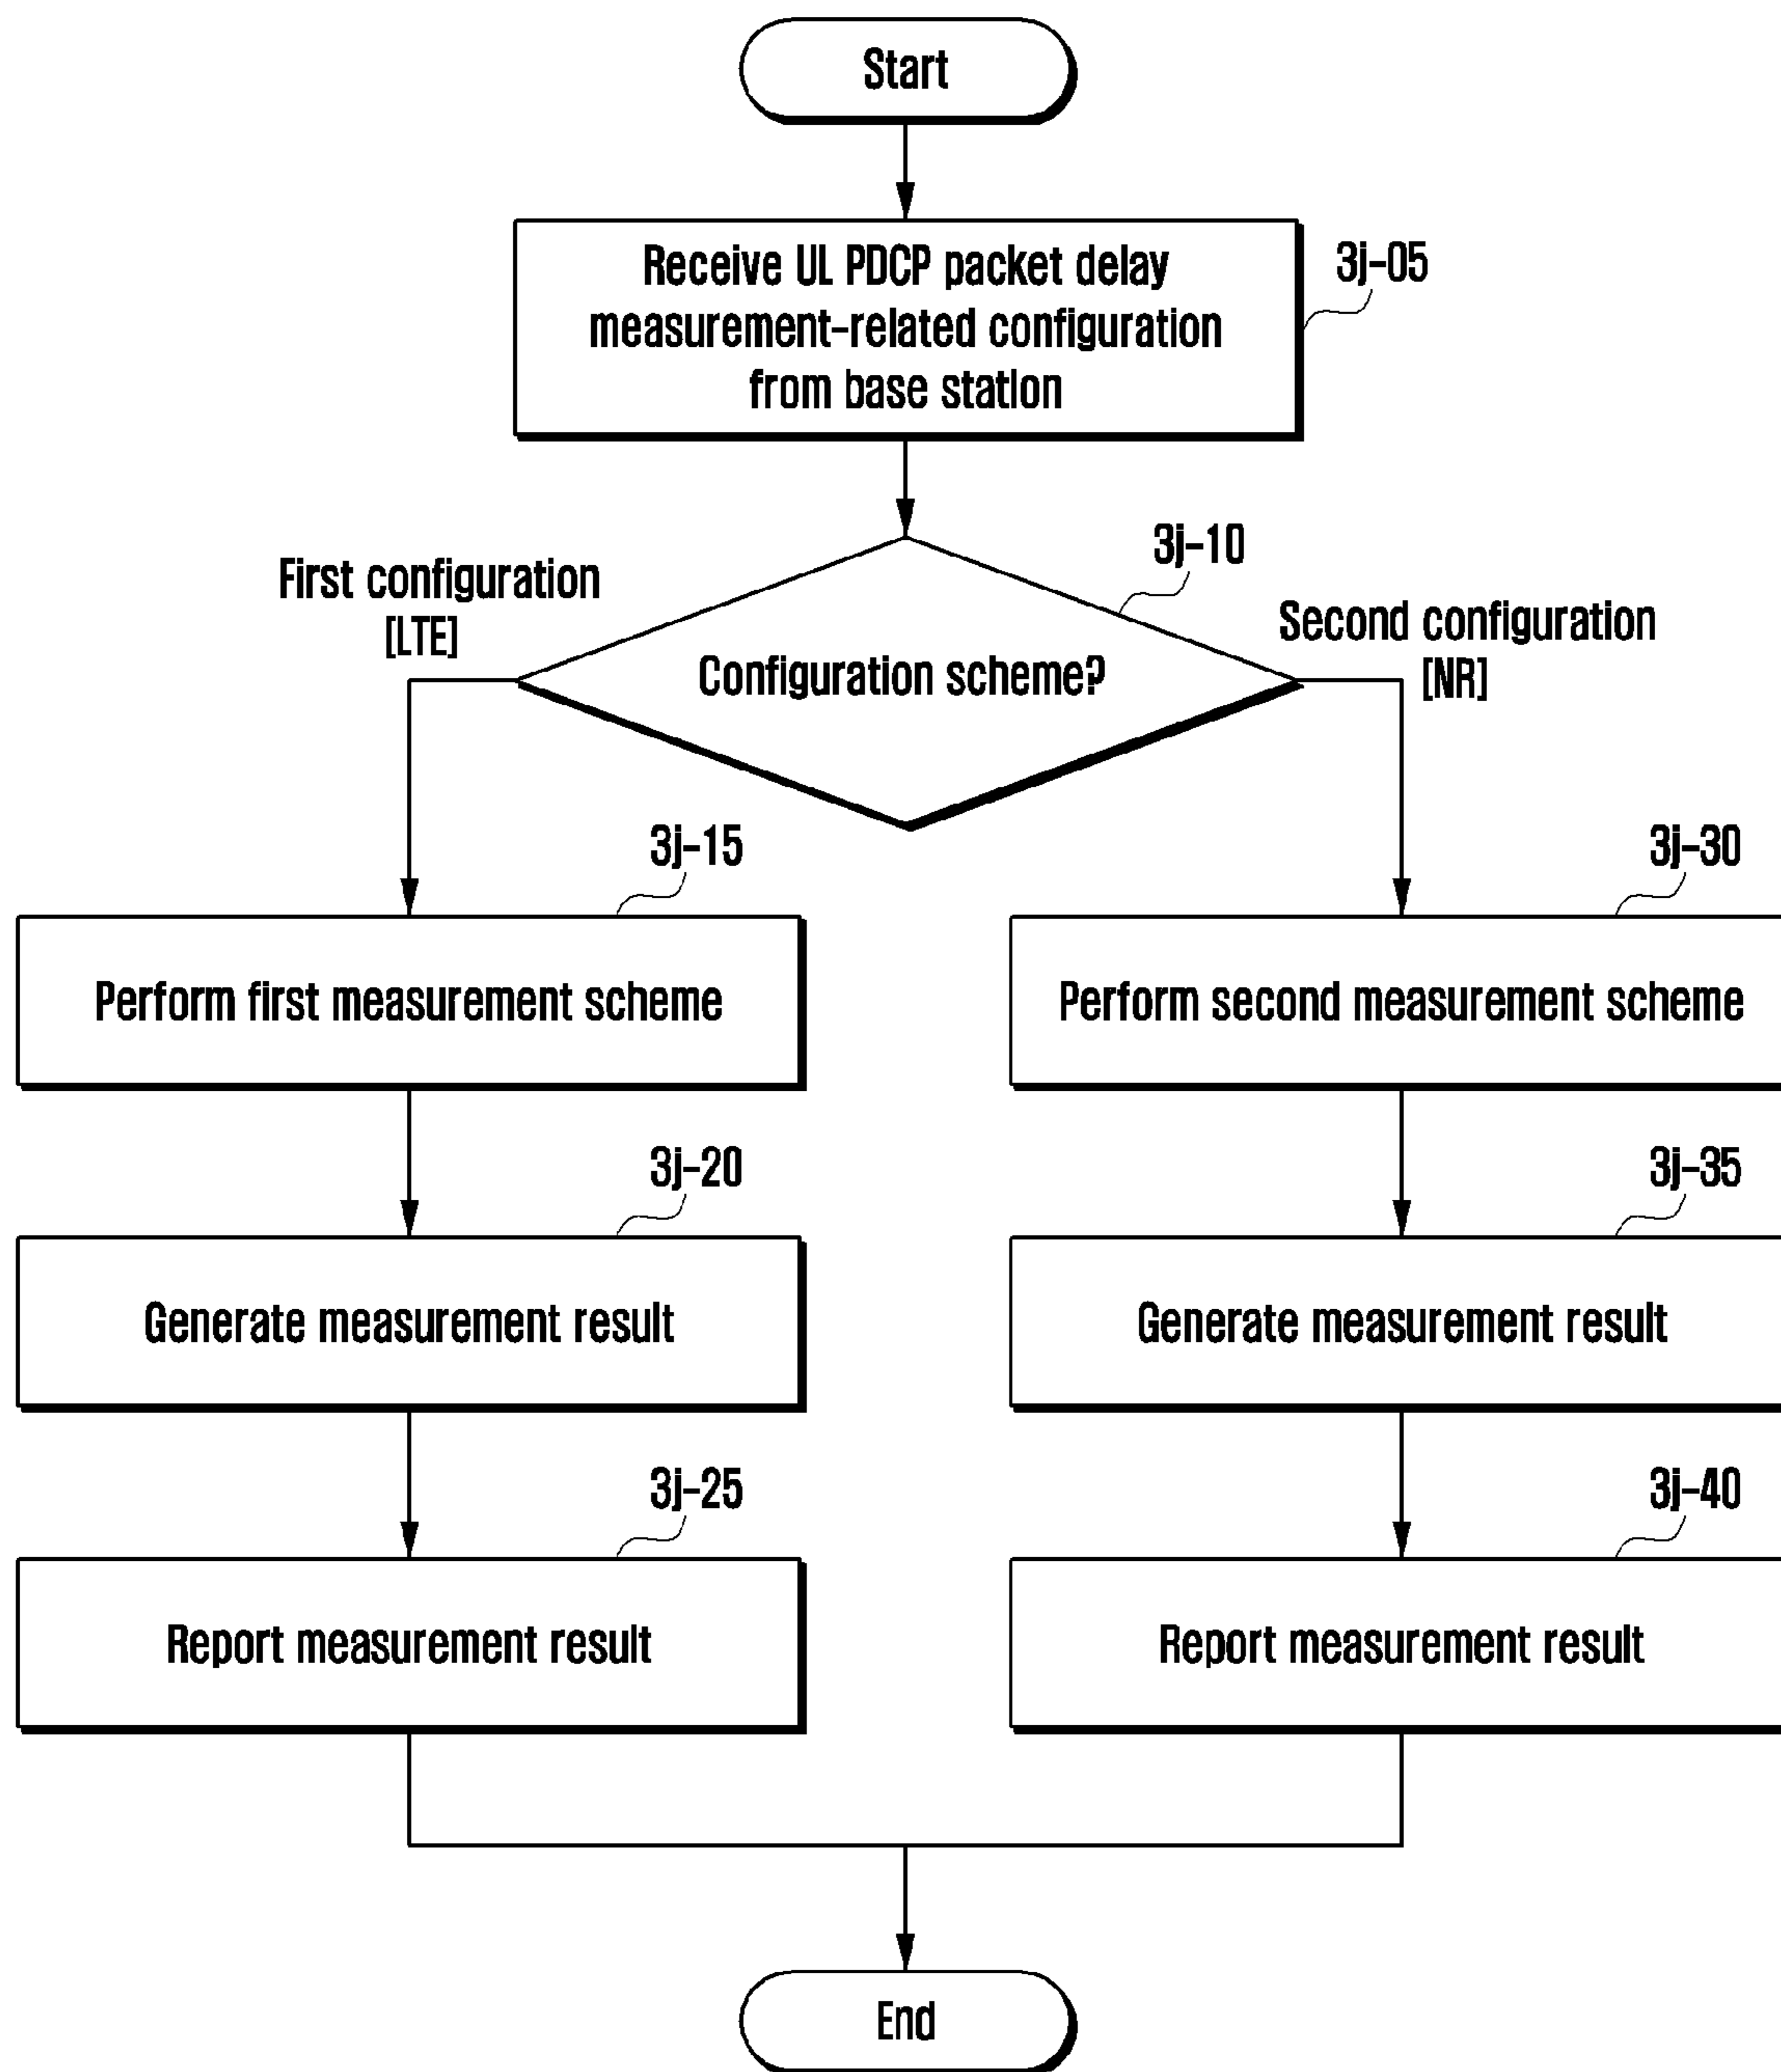 Start
Receive UL PDCP packet delay
measurement-related configuration
from base station
3j-05
3j-10
First configuration
[LTE]
Second configuration
[NR]
Configuration scheme?
3j-15
3j-30
Perform first measurement scheme
Perform second measurement scheme
3j-20
3j-35
Generate measurement result
Generate measurement result
3j-25
3j-40
Report measurement result
Report measurement result
End